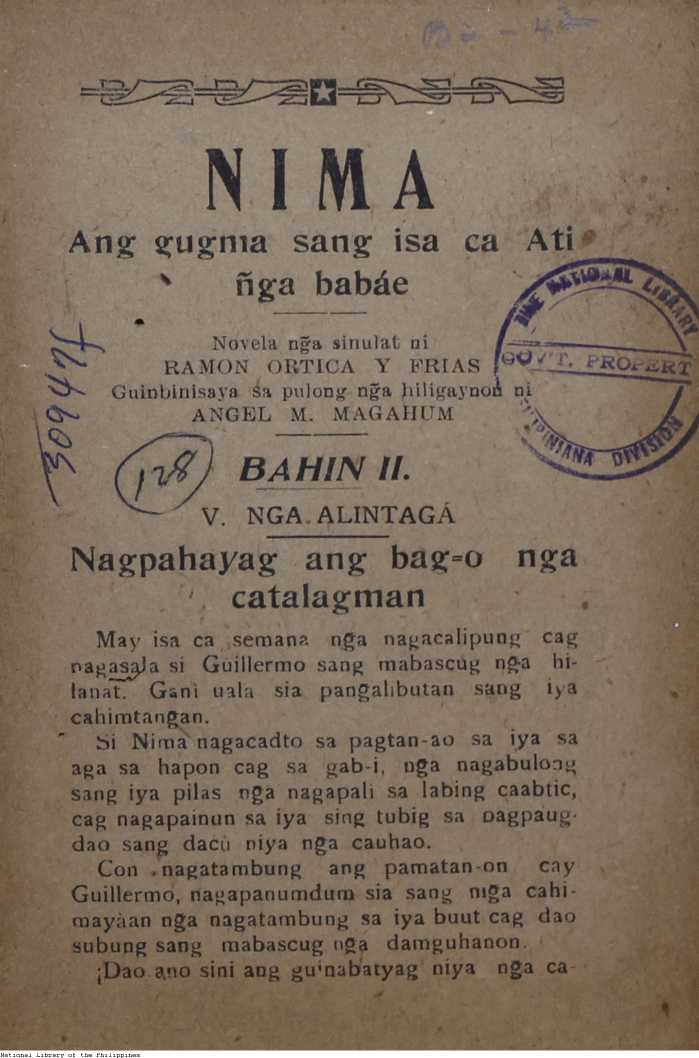 NIMA
Ang gugma sang isa ca Ati
ñga babáe
Novela ng̃a sinulat ni
RAMON ORTICA Y FRIAS
Guinbinisaya sa pulong ng̃a hiligaynon ni
ANGEL M. MAGAHUM
THE NATIONAL LIBRARY
GOV'T. PROPERT
FILIPINIANA DIVISION
30947f
128
BAHIN II.
V. NGA ALINTAGÁ
Nagpahayag ang bag=o nga
catalagman
May isa ca semana nga nagacalipung cag
nagasala si Guillermo sang mabascug nga hi-
lanat. Gani uala sia pangalibutan sang iya
cahimtangan.
Si Nima nagacadto sa pagtan-ao sa iya sa
aga sa hapon cag sa gab-i, nga nagabulong
sang iya pilas nga nagapali sa labing caabtic,
cag nagapainun sa iya sing tubig sa pagpaug-
dao sang dacù niya nga cauhao.
Con nagatambung ang pamatan-on cay
Guillermo, nagapanumdum sia sang mga cahi-
mayàan ng̃a nagatambung sa iya buut cag dao
subung sang mabascug ng̃a damguhanon.
¡Dao ano sini ang guinabatyag niya nga ca-
National Library of the Philippines